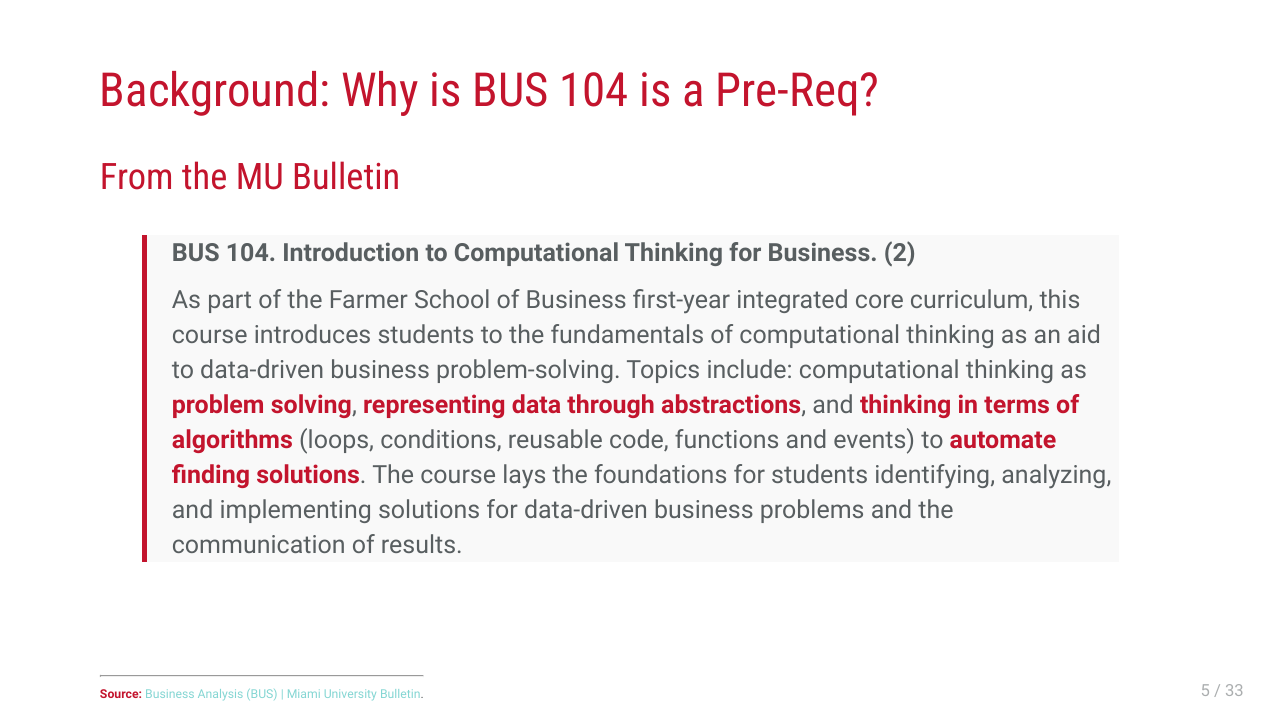 Background: Why is BUS 104 is a Pre-Req?
From the MU Bulletin
BUS 104. Introduction to Computational Thinking for Business. (2)
As part of the Farmer School of Business first-year integrated core curriculum, this
course introduces students to the fundamentals of computational thinking as an aid
to data-driven business problem-solving. Topics include: computational thinking as
problem solving, representing data through abstractions, and thinking in terms of
algorithms (loops, conditions, reusable code, functions and events) to automate
finding solutions. The course lays the foundations for students identifying, analyzing,
and implementing solutions for data-driven business problems and the
communication of results.
Source: Business Analysis (BUS) | Miami University Bulletin.
5 / 33